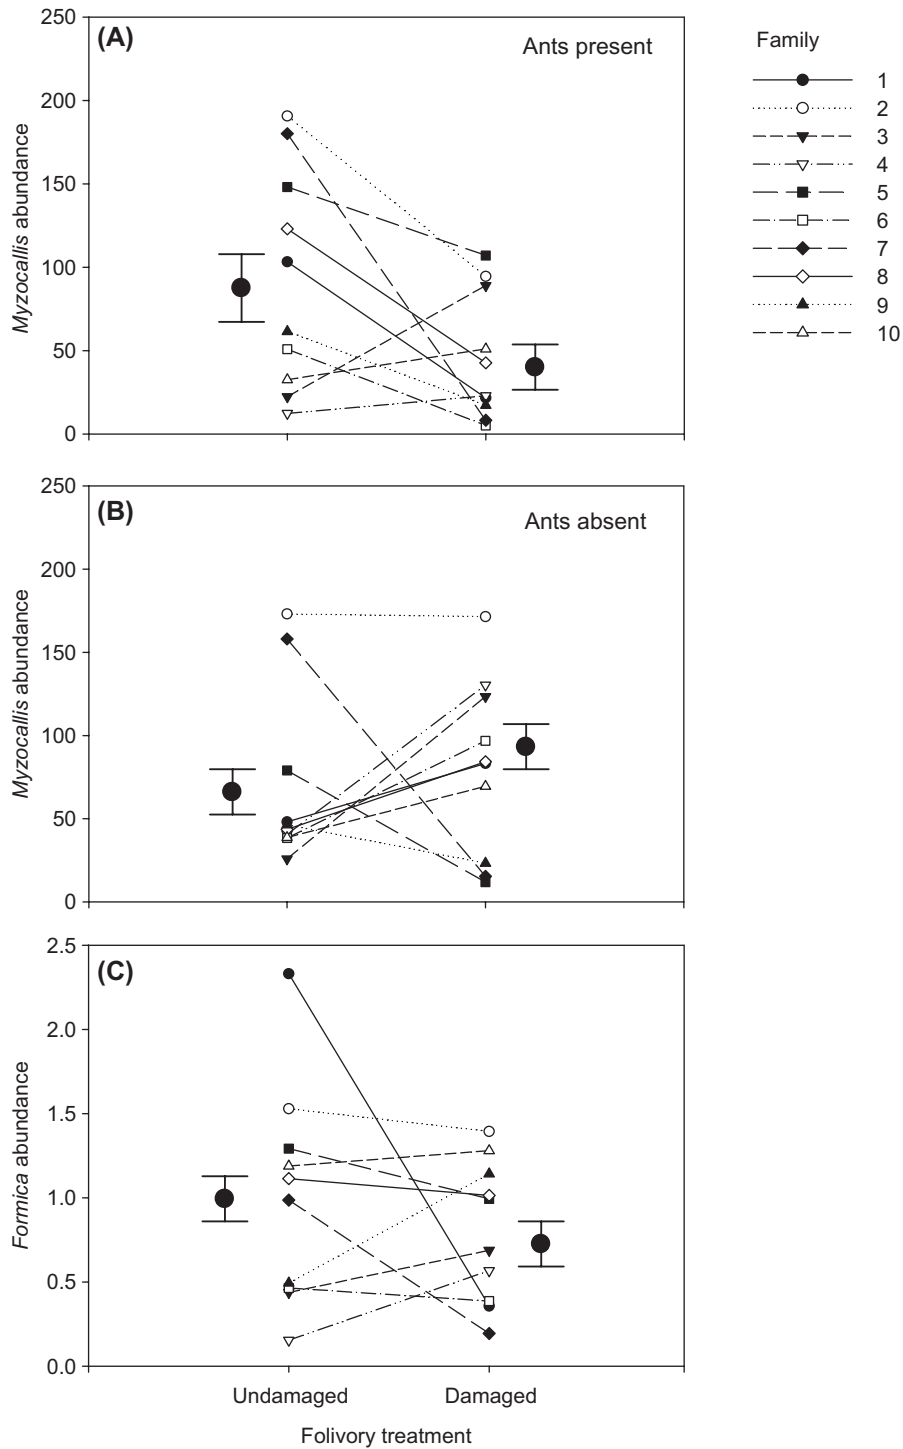 (A)
Ants present
250
200
150
100
50
0
Myzocallis abundance
Family
1
2
3
4
5
6
7
8
9
10
(B)
Ants absent
250
200
150
100
50
0
Myzocallis abundance
(C)
2.5
2.0
1.5
1.0
0.5
0.0
Formica abundance
Undamaged Damaged
Folivory treatment